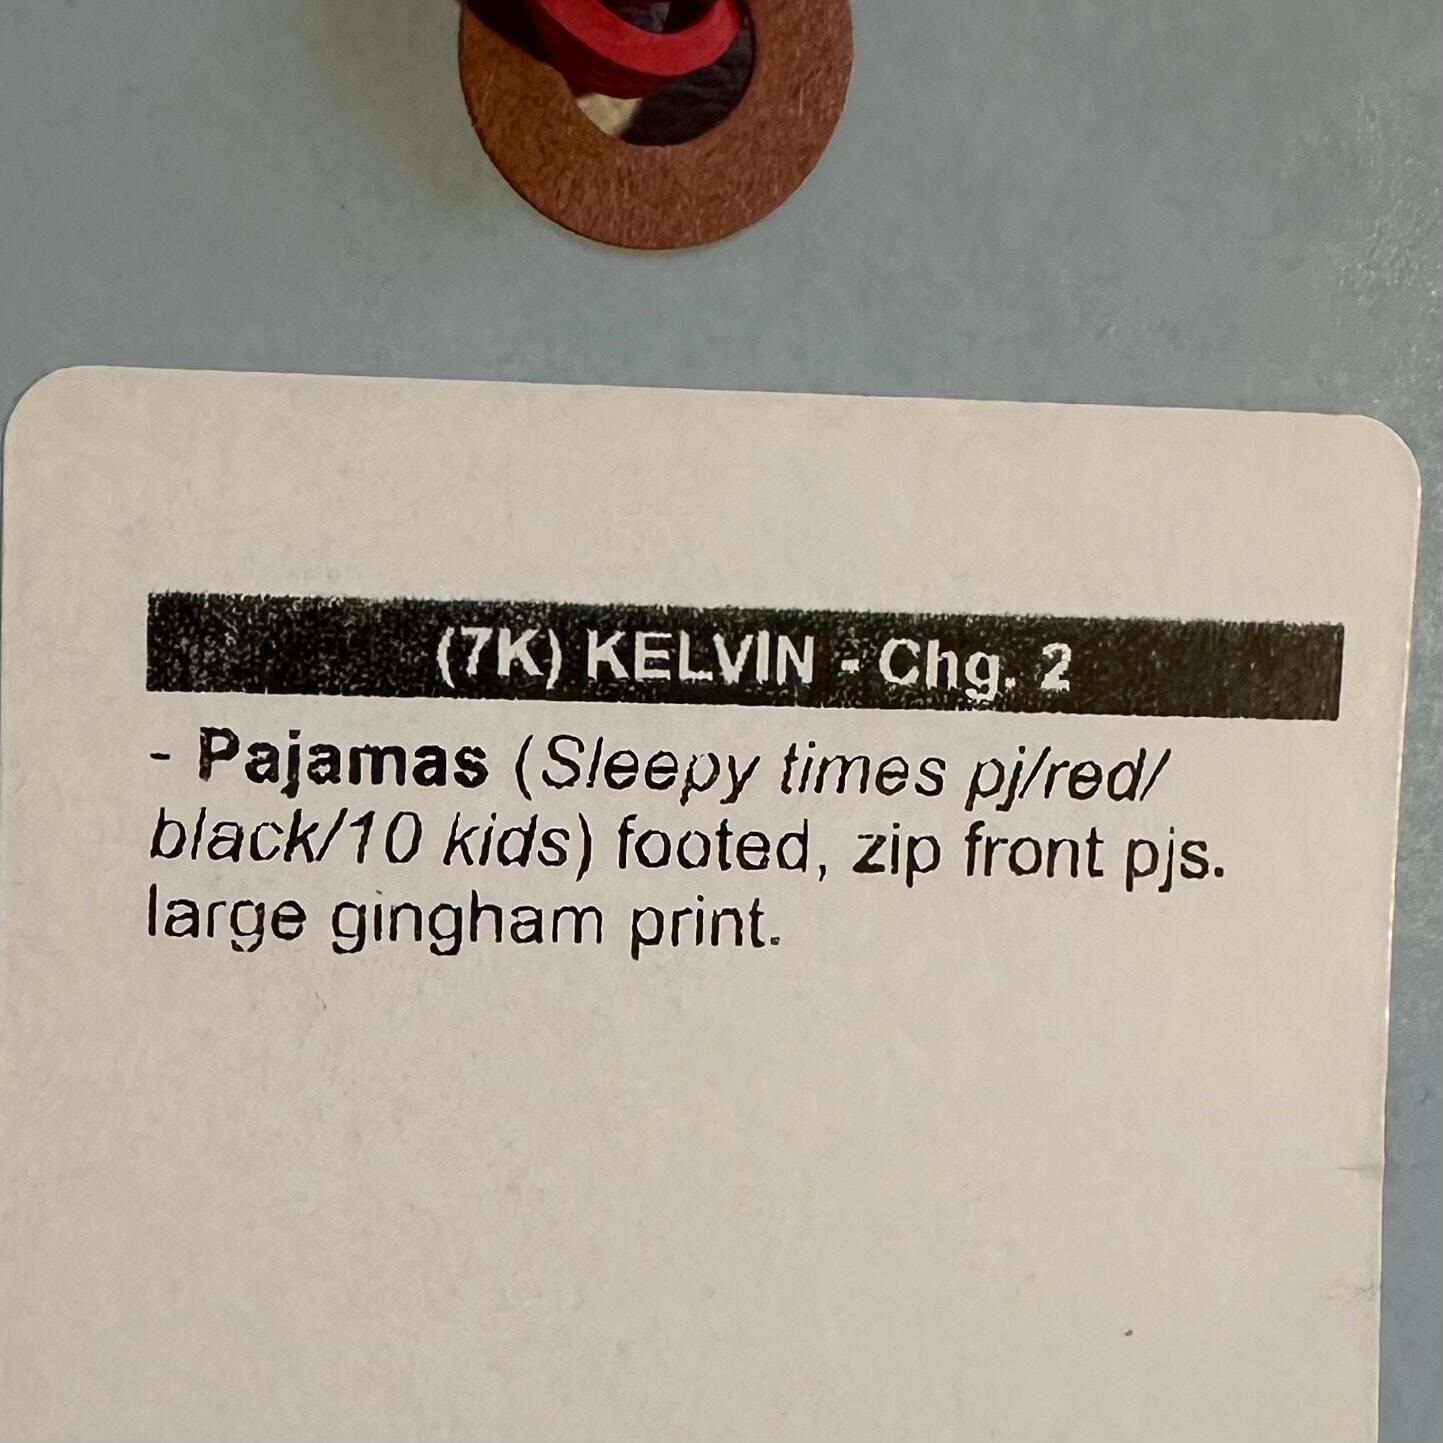 (7K) KELVIN - Chg. 2
- Pajamas (Sleepy times pj/red/
black/10 kids) footed, zip front pjs.
large gingham print.